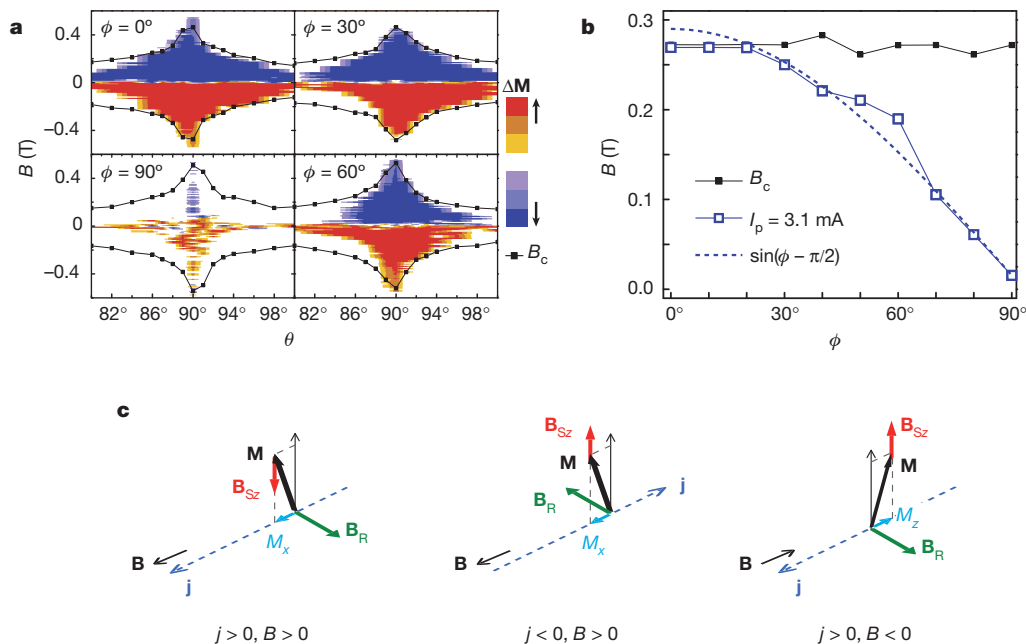 a
ϕ = 0° ϕ = 30°
0.4
0
−0.4
ϕ = 90° ϕ = 60°
0.4
0
−0.4
B (T)
82° 86° 90° 94° 98° 82° 86° 90° 94° 98°
θ
ΔM
B_c
b
0.3
0.2
0.1
0.0
B (T)
B_c
I_p = 3.1 mA
sin(ϕ − π/2)
0° 30° 60° 90°
ϕ
c
M
B_Sz
B_R
M_x
B
j
j > 0, B > 0
B_Sz
M
j
B_R
M_x
B
j < 0, B > 0
B_Sz
M
M_z
B_R
B
j
j > 0, B < 0